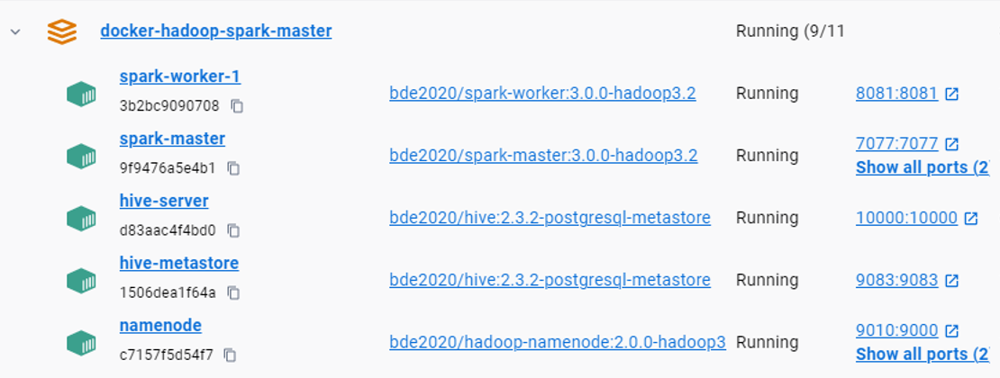 docker-hadoop-spark-master Running (9/11
spark-worker-1
3b2bc9090708 bde2020/spark-worker:3.0.0-hadoop3.2 Running 8081:8081
spark-master
9f9476a5e4b1 bde2020/spark-master:3.0.0-hadoop3.2 Running 7077:7077
Show all ports (2)
hive-server
d83aac4f4bd0 bde2020/hive:2.3.2-postgresql-metastore Running 10000:10000
hive-metastore
1506dea1f64a bde2020/hive:2.3.2-postgresql-metastore Running 9083:9083
namenode
c7157f5d54f7 bde2020/hadoop-namenode:2.0.0-hadoop3 Running 9010:9000
Show all ports (2)